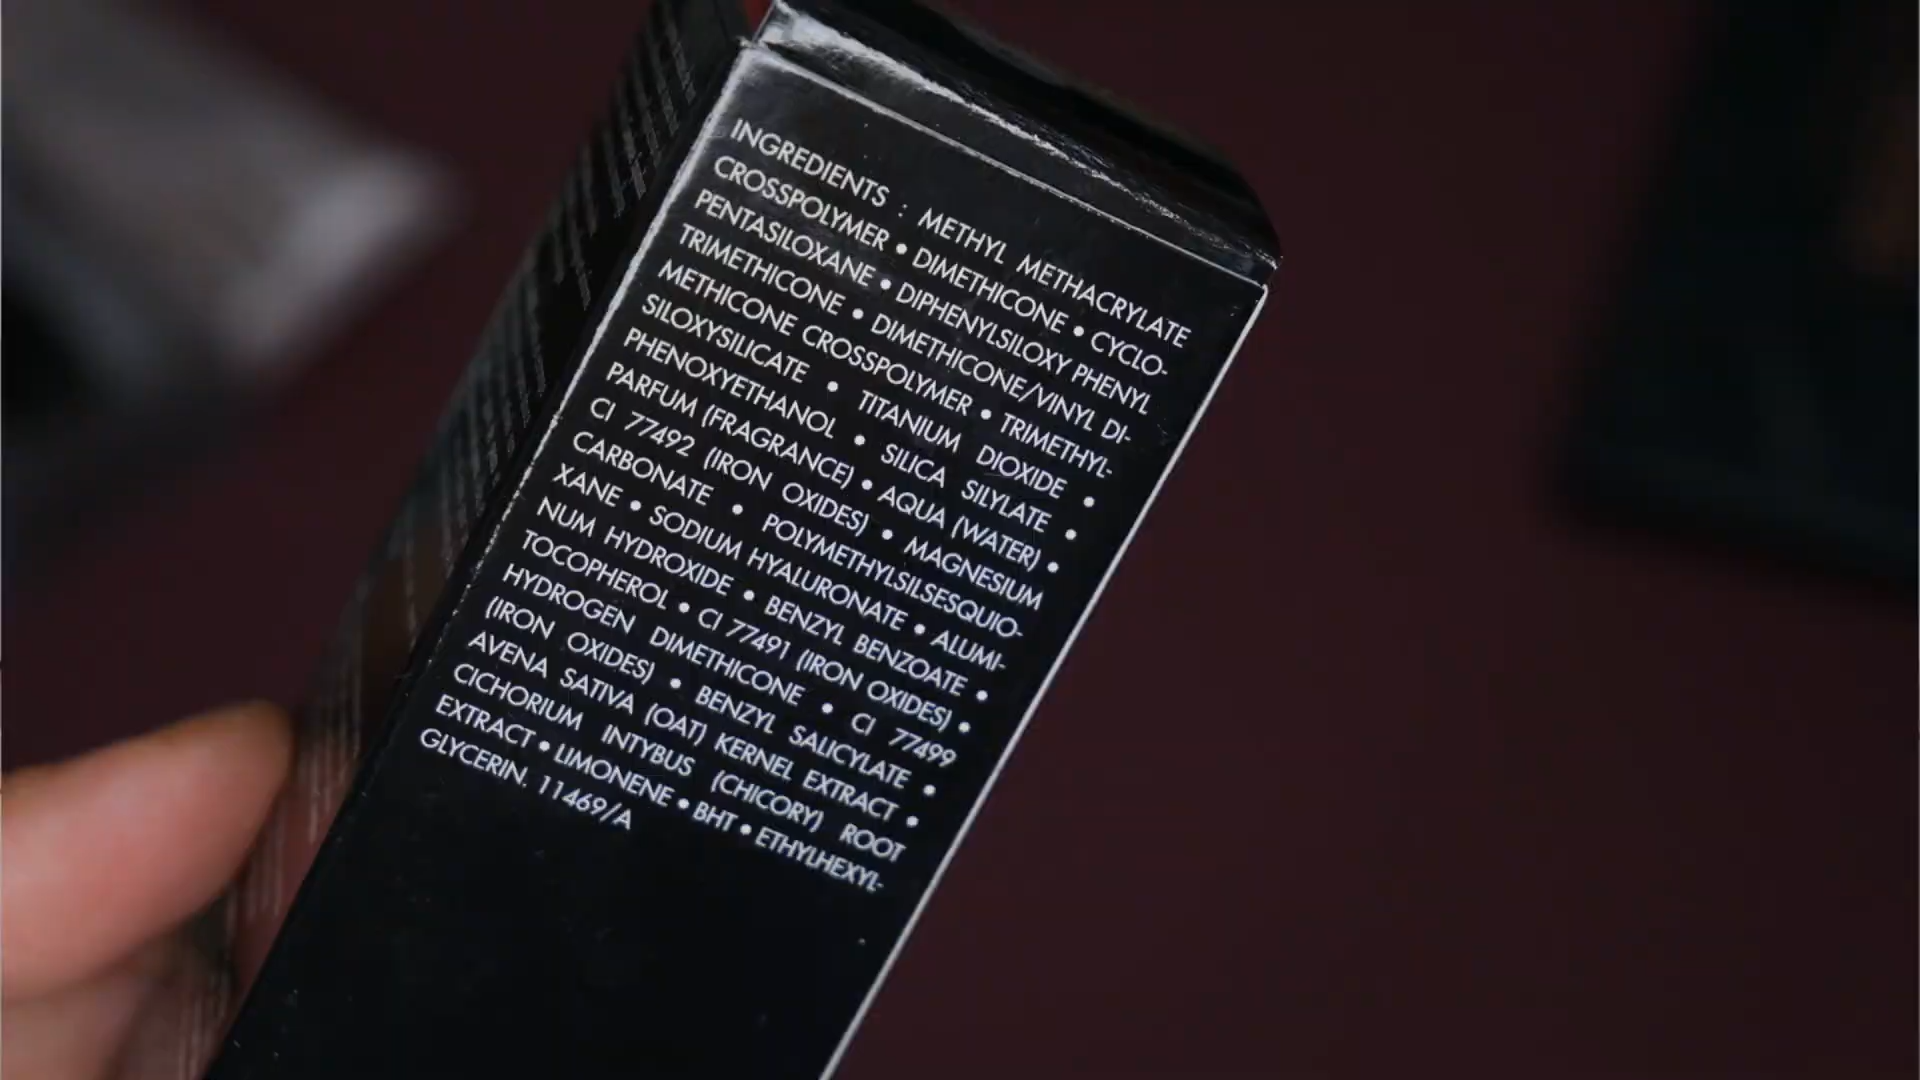 INGREDIENTS : METHYL METHACRYLATE
CROSSPOLYMER • DIMETHICONE • CYCLO-
PENTASILOXANE • DIPHENYLSILOXY PHENYL
TRIMETHICONE • DIMETHICONE/VINYL DI-
METHICONE CROSSPOLYMER • TRIMETHYL-
SILOXYSILICATE • TITANIUM DIOXIDE •
PHENOXYETHANOL • SILICA SILYLATE •
PARFUM (FRAGRANCE) • AQUA (WATER) •
CI 77492 (IRON OXIDES) • MAGNESIUM
CARBONATE • POLYMETHYLSILSESQUIO-
XANE • SODIUM HYALURONATE • ALUMI-
NUM HYDROXIDE • BENZYL BENZOATE •
TOCOPHEROL • CI 77491 (IRON OXIDES) •
HYDROGEN DIMETHICONE • CI 77499
(IRON OXIDES) • BENZYL SALICYLATE •
AVENA SATIVA (OAT) KERNEL EXTRACT •
CICHORIUM INTYBUS (CHICORY) ROOT
EXTRACT • LIMONENE • BHT • ETHYLHEXYL-
GLYCERIN. 11469/A